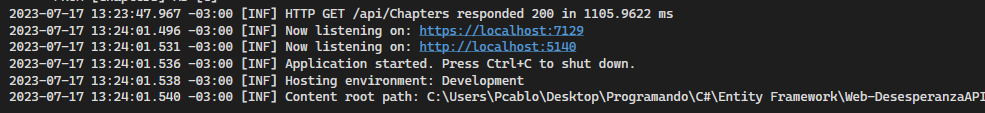 2023-07-17 13:23:47.967 -03:00 [INF] HTTP GET /api/Chapters responded 200 in 1105.9622 ms
2023-07-17 13:24:01.496 -03:00 [INF] Now listening on: https://localhost:7129
2023-07-17 13:24:01.531 -03:00 [INF] Now listening on: http://localhost:5140
2023-07-17 13:24:01.536 -03:00 [INF] Application started. Press Ctrl+C to shut down.
2023-07-17 13:24:01.538 -03:00 [INF] Hosting environment: Development
2023-07-17 13:24:01.540 -03:00 [INF] Content root path: C:\Users\Pcablo\Desktop\Programando\C#\Entity Framework\Web-DesesperanzaAPI